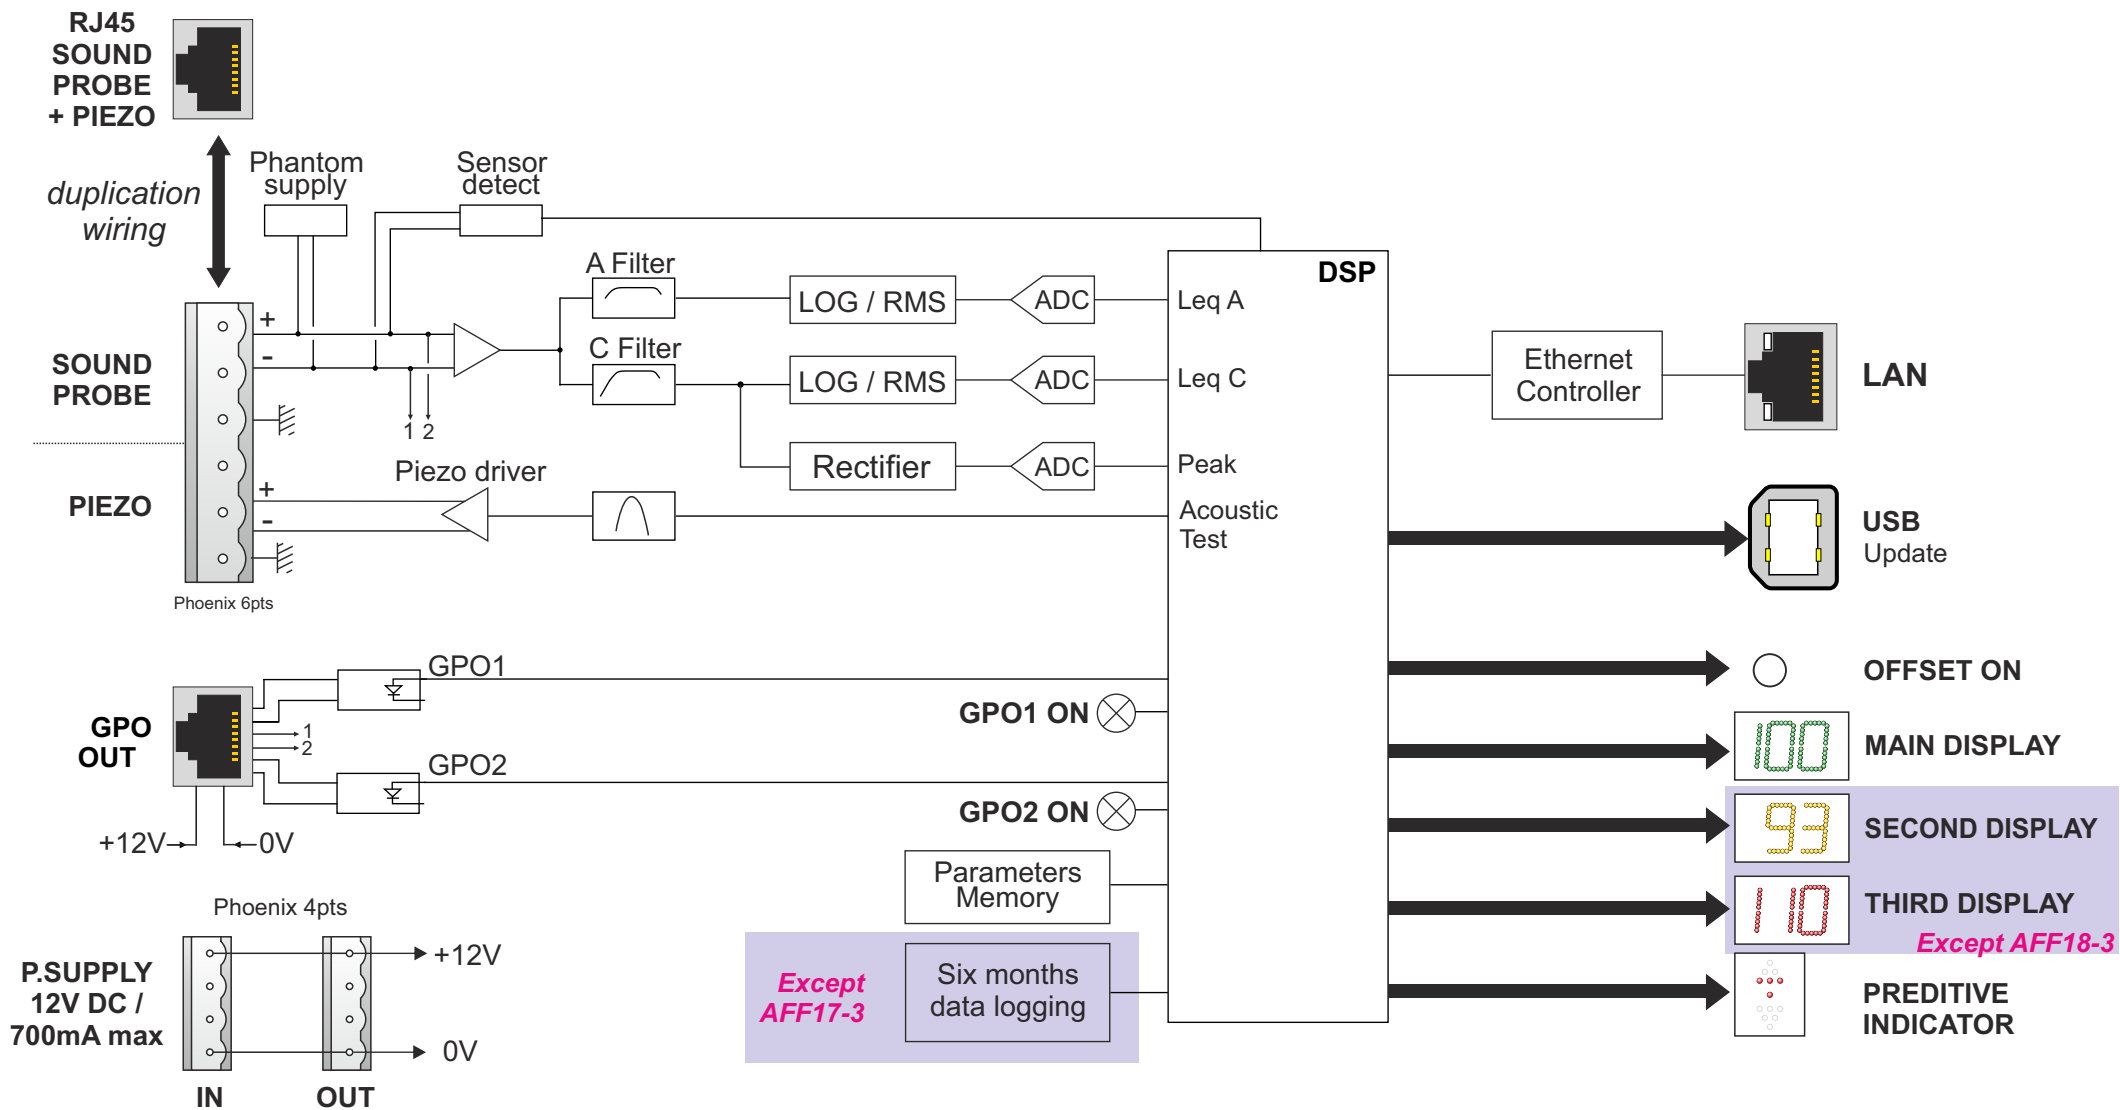 RJ45
SOUND
PROBE
+ PIEZO
duplication
wiring
Phantom
supply
Sensor
detect
A Filter
C Filter
LOG / RMS
ADC
Leq A
LOG / RMS
ADC
Leq C
Rectifier
ADC
Peak
DSP
SOUND
PROBE
+
-
1 2
Piezo driver
PIEZO
+
-
Acoustic
Test
Phoenix 6pts
Ethernet
Controller
LAN
USB
Update
GPO
OUT
GPO1
1
2
GPO2
+12V
0V
GPO1 ON
GPO2 ON
OFFSET ON
100
MAIN DISPLAY
93
SECOND DISPLAY
110
THIRD DISPLAY
Except AFF18-3
PREDITIVE
INDICATOR
Parameters
Memory
Except
AFF17-3
Six months
data logging
Phoenix 4pts
P.SUPPLY
12V DC /
700mA max
+12V
0V
IN
OUT